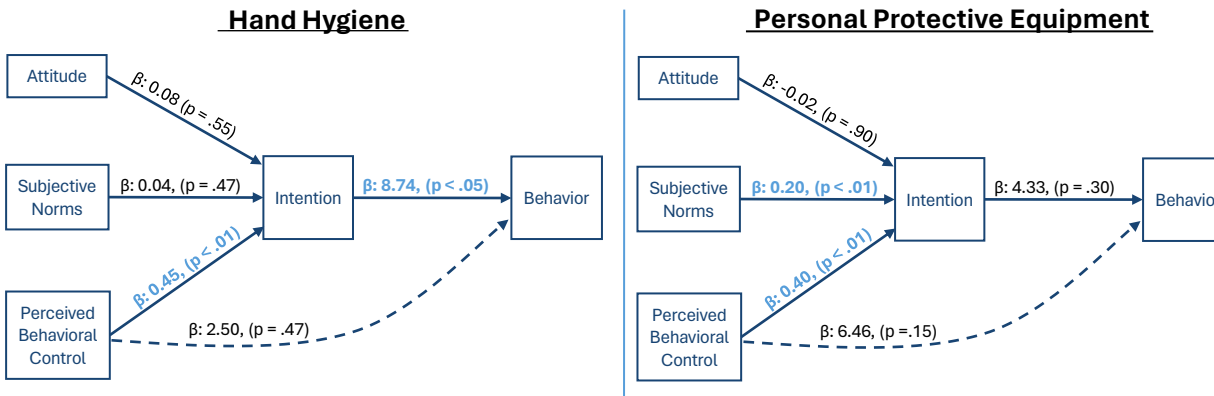 Hand Hygiene
Attitude
β: 0.08 (p = .55)
Subjective
Norms
β: 0.04, (p = .47)
Intention
β: 8.74, (p < .05)
Behavior
β: 0.45, (p < .01)
Perceived
Behavioral
Control
β: 2.50, (p = .47)
Personal Protective Equipment
Attitude
β: -0.02, (p = .90)
Subjective
Norms
β: 0.20, (p < .01)
Intention
β: 4.33, (p = .30)
Behavio
β: 0.40, (p < .01)
Perceived
Behavioral
Control
β: 6.46, (p =.15)